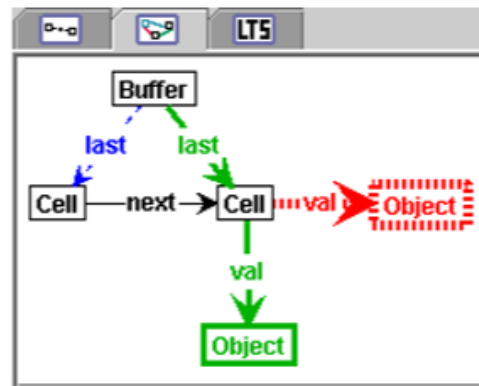 LTS
Buffer
last last
Cell next Cell val Object
val
Object